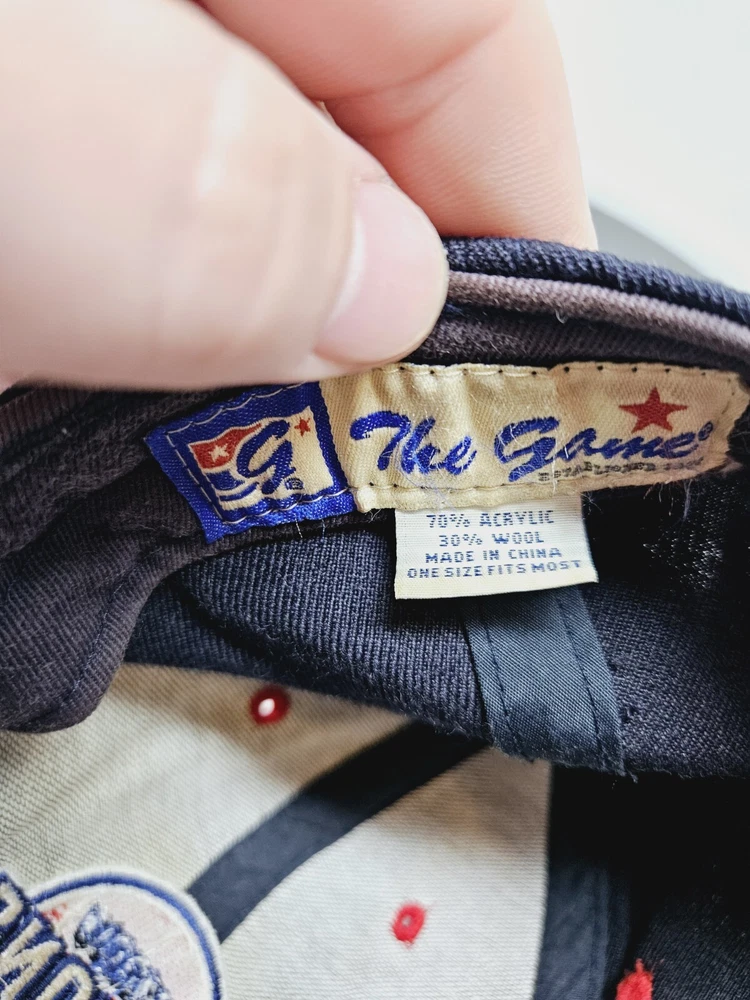 G
The Game®
70% ACRYLIC
30% WOOL
MADE IN CHINA
ONE SIZE FITS MOST